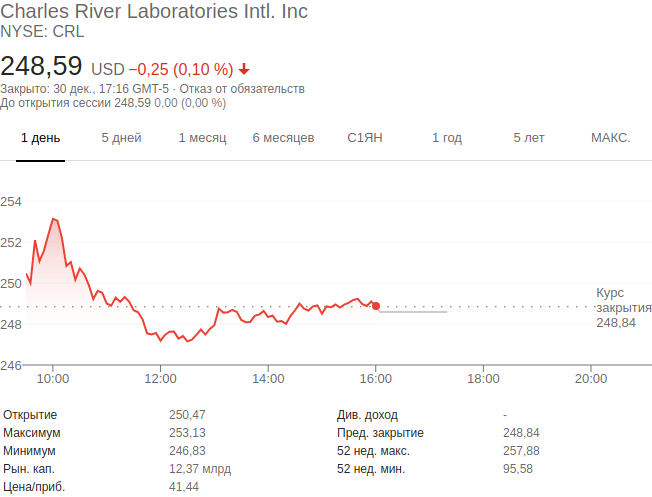 Charles River Laboratories Intl. Inc
NYSE: CRL
248,59 USD −0,25 (0,10 %)
Закрыто: 30 дек., 17:16 GMT-5 · Отказ от обязательств
До открытия сессии 248,59 0,00 (0,00 %)
1 день 5 дней 1 месяц 6 месяцев С1ЯН 1 год 5 лет МАКС.
254
252
250
248
246
Курс
закрытия
248,84
10:00 12:00 14:00 16:00 18:00 20:00
Открытие 250,47
Максимум 253,13
Минимум 246,83
Рын. кап. 12,37 млрд
Цена/приб. 41,44
Див. доход -
Пред. закрытие 248,84
52 нед. макс. 257,88
52 нед. мин. 95,58